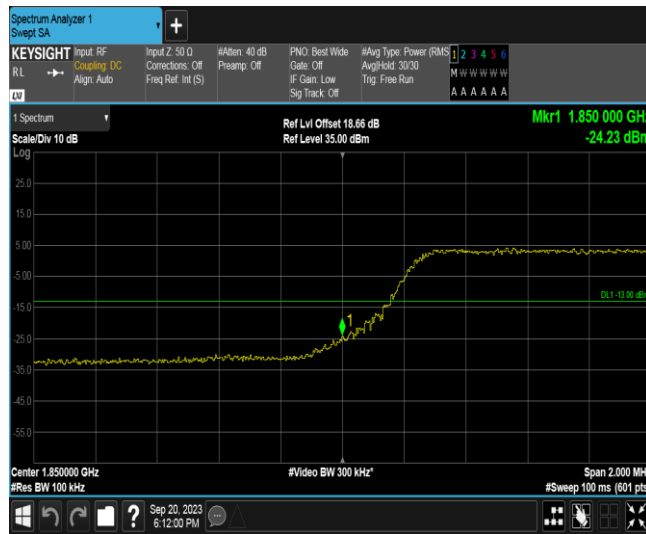 Spectrum Analyzer 1
Swept SA
KEYSIGHT
RL
LXI
Input: RF
Coupling: DC
Align: Auto
Input Z: 50 Ω
Corrections: Off
Freq Ref: Int (S)
#Atten: 40 dB
Preamp: Off
PNO: Best Wide
Gate: Off
IF Gain: Low
Sig Track: Off
#Avg Type: Power (RMS
Avg|Hold: 30/30
Trig: Free Run
1 2 3 4 5 6
M W W W W W
A A A A A A
1 Spectrum
Scale/Div 10 dB
Log
Ref Lvl Offset 18.66 dB
Ref Level 35.00 dBm
Mkr1 1.850 000 GHz
-24.23 dBm
25.0
15.0
5.00
-5.00
-15.0
-25.0
-35.0
-45.0
-55.0
DL1 -13.00 dBm
1
Center 1.850000 GHz
#Res BW 100 kHz
#Video BW 300 kHz*
Span 2.000 MH
#Sweep 100 ms (601 pts
?
Sep 20, 2023
6:12:00 PM